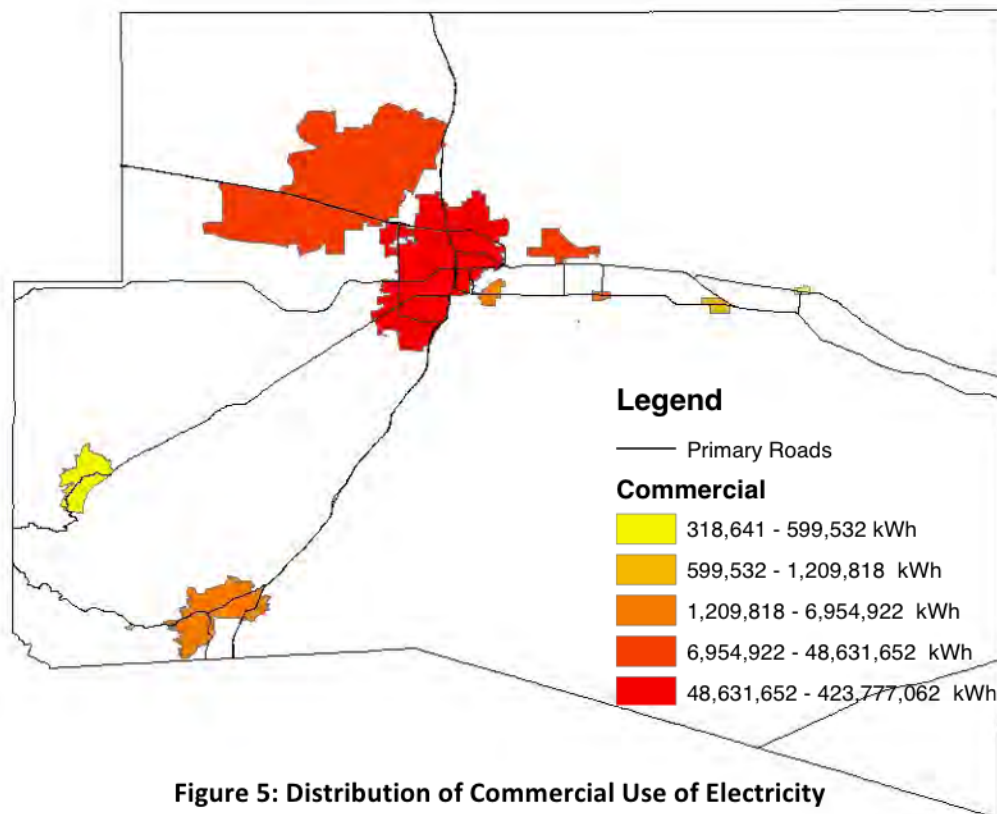 Legend
Primary Roads
Commercial
318,641 - 599,532 kWh
599,532 - 1,209,818 kWh
1,209,818 - 6,954,922 kWh
6,954,922 - 48,631,652 kWh
48,631,652 - 423,777,062 kWh
Figure 5: Distribution of Commercial Use of Electricity